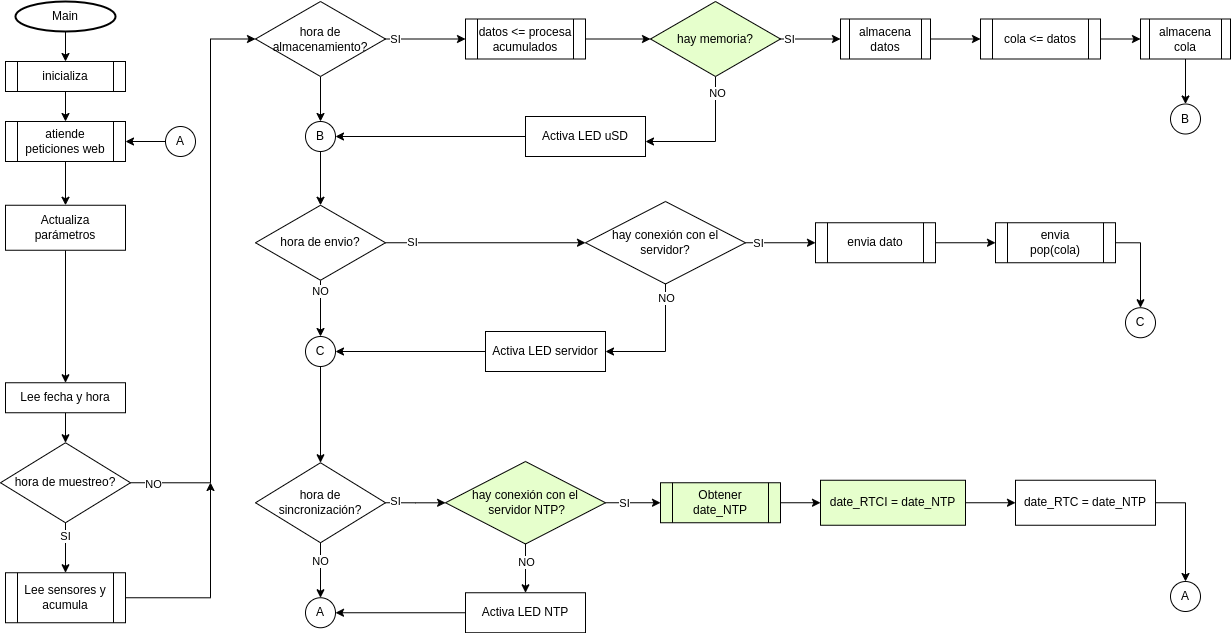 Main
inicializa
atiende
peticiones web
A
Actualiza
parámetros
Lee fecha y hora
hora de muestreo?
NO
SI
Lee sensores y
acumula
hora de
almacenamiento?
SI
datos <= procesa
acumulados
hay memoria?
SI
almacena
datos
cola <= datos
almacena
cola
B
NO
Activa LED uSD
B
hora de envio?
SI
hay conexión con el
servidor?
SI
envia dato
envia
pop(cola)
C
NO
NO
Activa LED servidor
C
hora de
sincronización?
SI
hay conexión con el
servidor NTP?
SI
Obtener
date_NTP
date_RTCI = date_NTP
date_RTC = date_NTP
A
NO
NO
Activa LED NTP
A